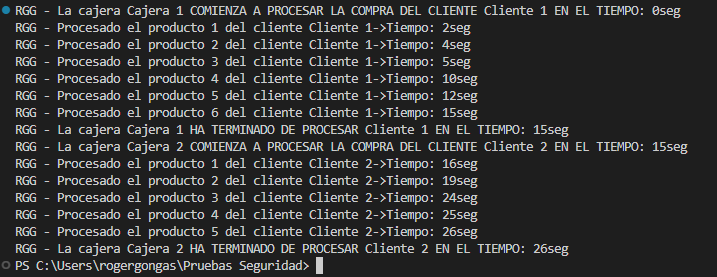 RGG - La cajera Cajera 1 COMIENZA A PROCESAR LA COMPRA DEL CLIENTE Cliente 1 EN EL TIEMPO: 0seg
RGG - Procesado el producto 1 del cliente Cliente 1->Tiempo: 2seg
RGG - Procesado el producto 2 del cliente Cliente 1->Tiempo: 4seg
RGG - Procesado el producto 3 del cliente Cliente 1->Tiempo: 5seg
RGG - Procesado el producto 4 del cliente Cliente 1->Tiempo: 10seg
RGG - Procesado el producto 5 del cliente Cliente 1->Tiempo: 12seg
RGG - Procesado el producto 6 del cliente Cliente 1->Tiempo: 15seg
RGG - La cajera Cajera 1 HA TERMINADO DE PROCESAR Cliente 1 EN EL TIEMPO: 15seg
RGG - La cajera Cajera 2 COMIENZA A PROCESAR LA COMPRA DEL CLIENTE Cliente 2 EN EL TIEMPO: 15seg
RGG - Procesado el producto 1 del cliente Cliente 2->Tiempo: 16seg
RGG - Procesado el producto 2 del cliente Cliente 2->Tiempo: 19seg
RGG - Procesado el producto 3 del cliente Cliente 2->Tiempo: 24seg
RGG - Procesado el producto 4 del cliente Cliente 2->Tiempo: 25seg
RGG - Procesado el producto 5 del cliente Cliente 2->Tiempo: 26seg
RGG - La cajera Cajera 2 HA TERMINADO DE PROCESAR Cliente 2 EN EL TIEMPO: 26seg
PS C:\Users\rogergongas\Pruebas Seguridad>